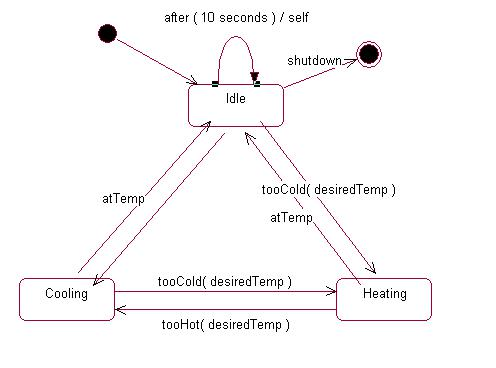 after ( 10 seconds ) / self
shutdown
Idle
tooCold( desiredTemp )
atTemp
atTemp
Cooling
tooCold( desiredTemp )
Heating
tooHot( desiredTemp )